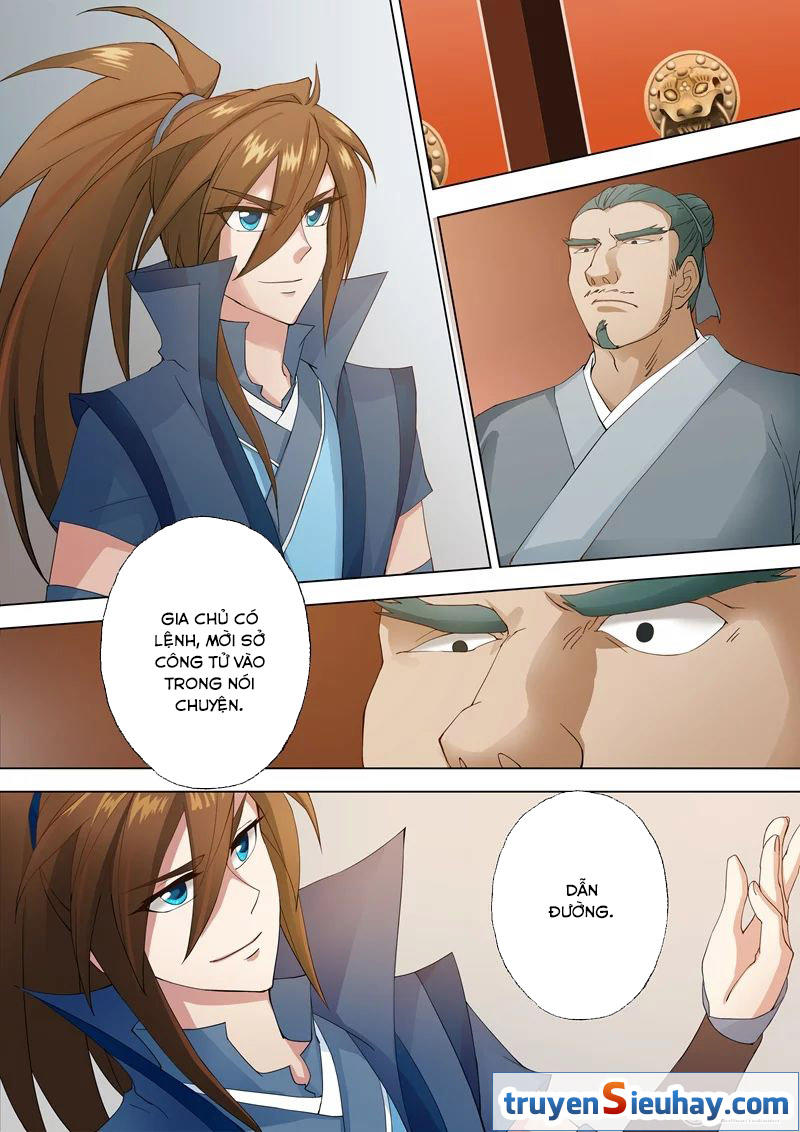 GIA CHỦ CÓ
LỆNH, MỜI SỞ
CÔNG TỬ VÀO
TRONG NÓI
CHUYỆN.
DẪN
ĐƯỜNG.
truyenSieuhay.com